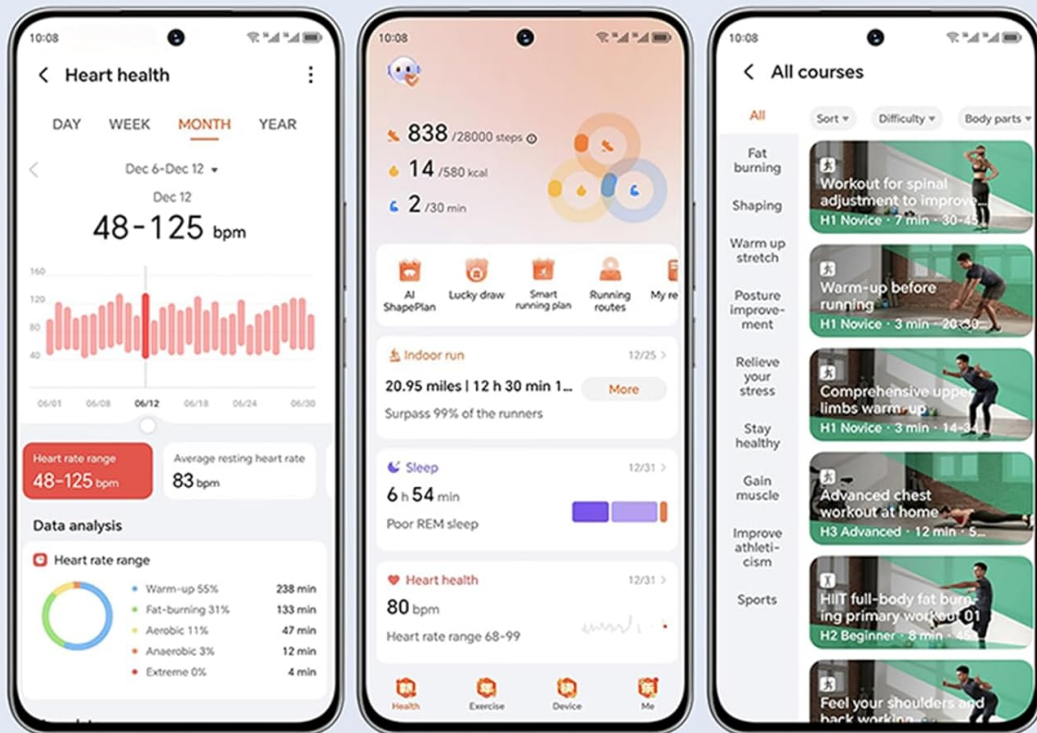 10:08
Heart health
DAY WEEK MONTH YEAR
Dec 6-Dec 12
Dec 12
48-125 bpm
160
120
80
40
06/01 06/08 06/12 06/18 06/24 06/30
Heart rate range
48-125 bpm
Average resting heart rate
83 bpm
Data analysis
Heart rate range
Warm-up 55% 238 min
Fat-burning 31% 133 min
Aerobic 11% 47 min
Anaerobic 3% 12 min
Extreme 0% 4 min
10:08
838 /28000 steps
14 /580 kcal
2 /30 min
AI
ShapePlan
Lucky draw
Smart
running plan
Running
routes
My re
Indoor run 12/25
20.95 miles | 12 h 30 min 1...
More
Surpass 99% of the runners
Sleep 12/31
6 h 54 min
Poor REM sleep
Heart health 12/31
80 bpm
Heart rate range 68-99
Health Exercise Device Me
10:08
All courses
All
Fat
burning
Shaping
Warm up
stretch
Posture
improve-
ment
Relieve
your
stress
Stay
healthy
Gain
muscle
Improve
athleti-
cism
Sports
Sort Difficulty Body parts
Workout for spinal
adjustment to improve...
H1 Novice · 7 min · 30-45
Warm-up before
running
H1 Novice · 3 min · 20-30...
Comprehensive upper
limbs warm-up
H1 Novice · 3 min · 14-34
Advanced chest
workout at home
H3 Advanced · 12 min · 5...
HIIT full-body fat burn-
ing primary workout 01
H2 Beginner · 8 min
Feel your shoulders and
back working